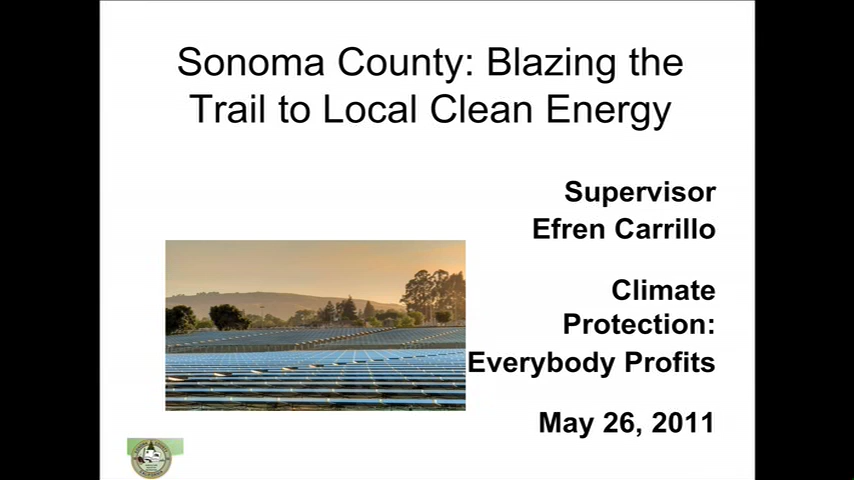 Sonoma County: Blazing the
Trail to Local Clean Energy
Supervisor
Efren Carrillo
Climate
Protection:
Everybody Profits
May 26, 2011